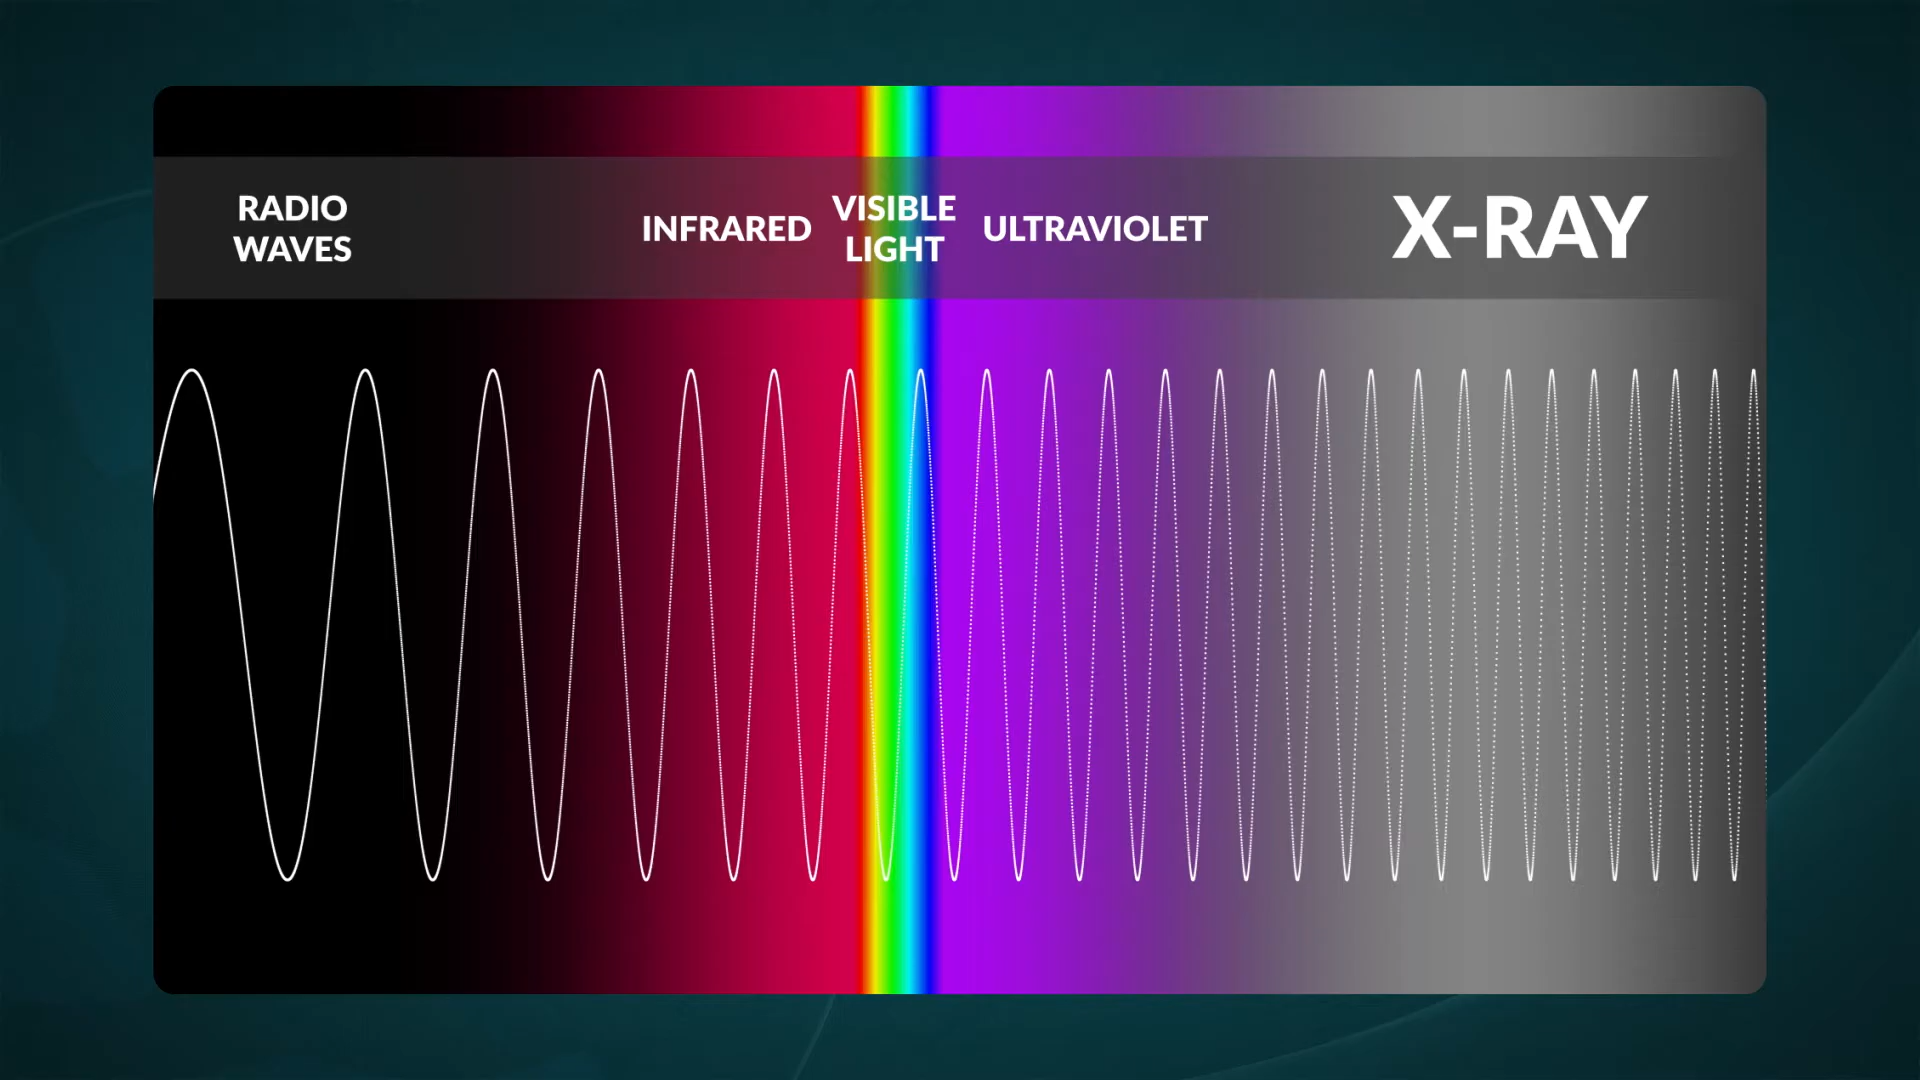 RADIO
WAVES
INFRARED
VISIBLE
LIGHT
ULTRAVIOLET
X-RAY